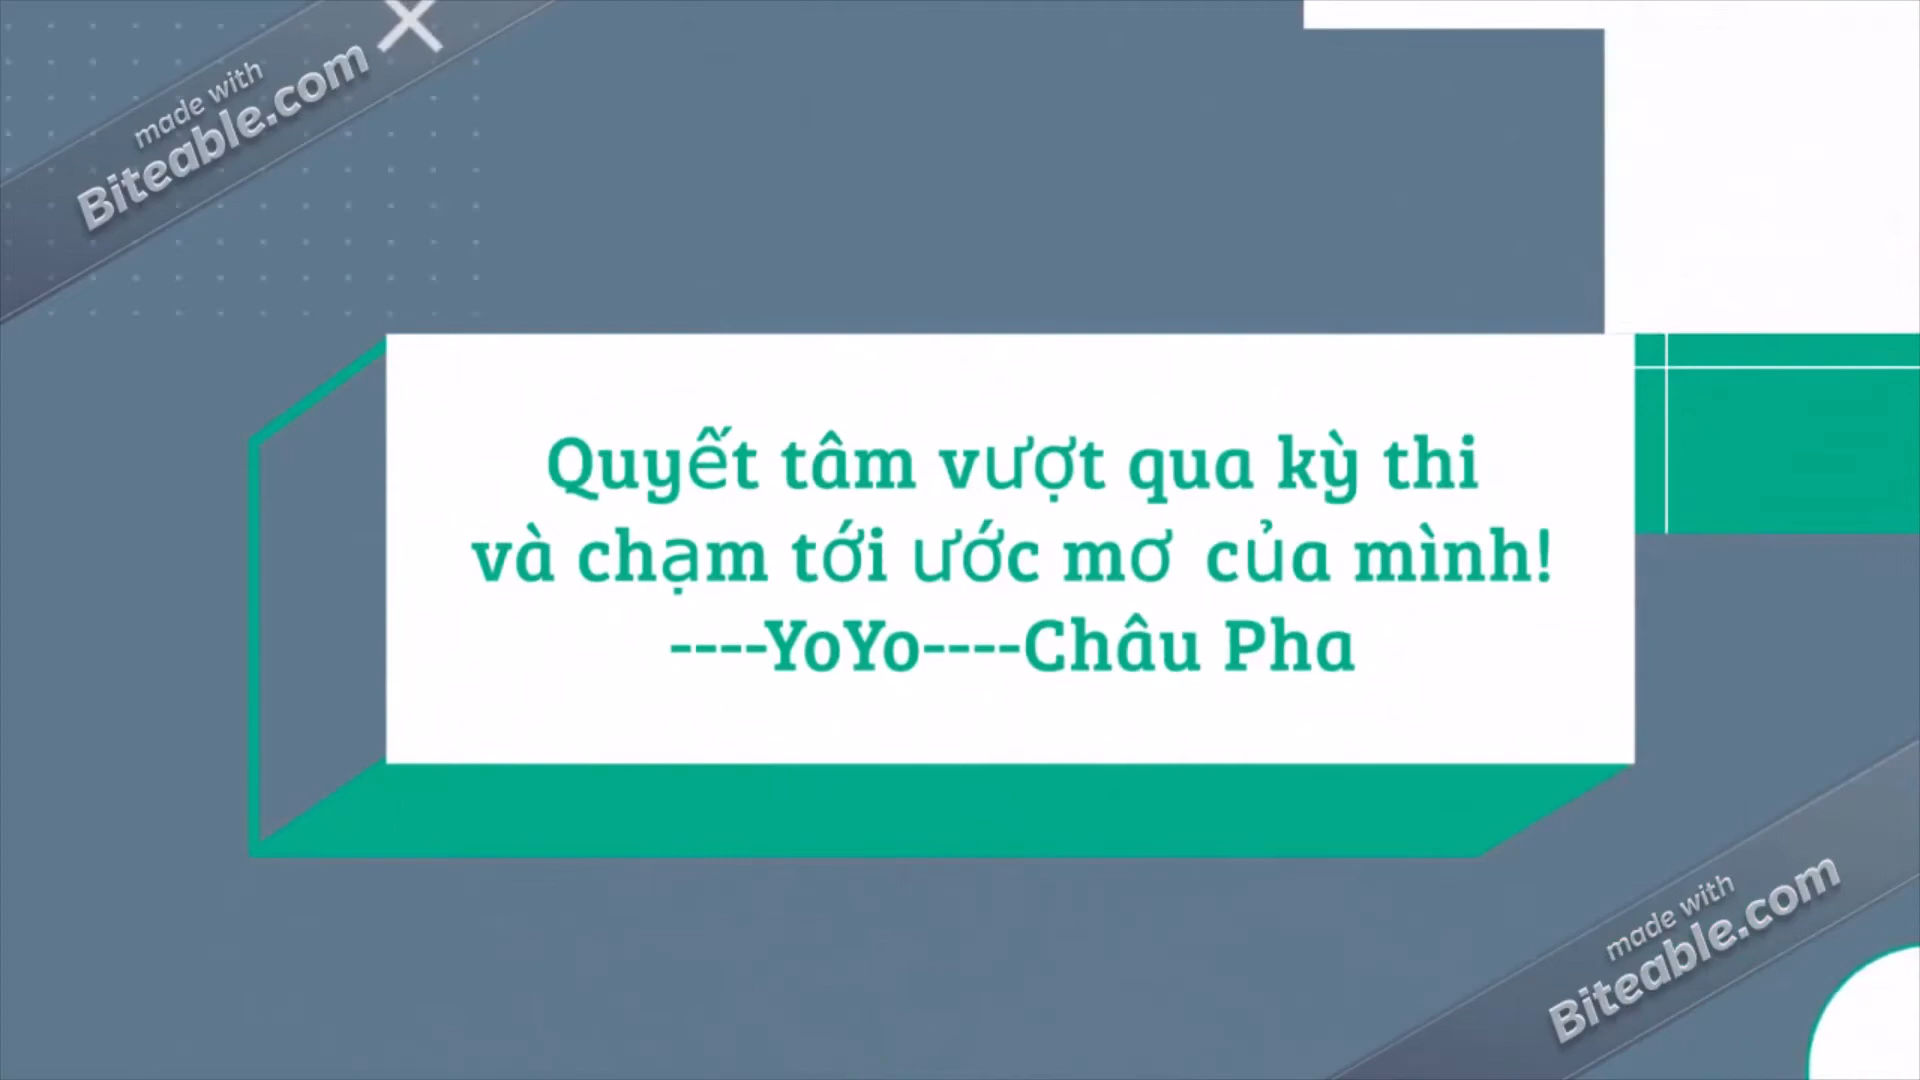 made with
Biteable.com
Quyết tâm vượt qua kỳ thi
và chạm tới ước mơ của mình!
----YoYo----Châu Pha
made with
Biteable.com